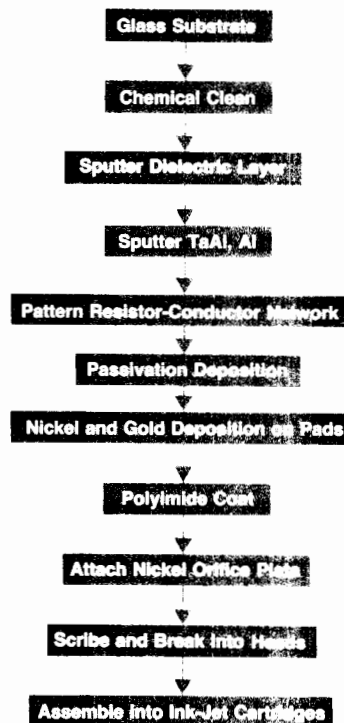 Glass Substrate
Chemical Clean
Sputter Dielectric Layer
Sputter TaAl, Al
Pattern Resistor-Conductor Network
Passivation Deposition
Nickel and Gold Deposition on Pads
Polyimide Coat
Attach Nickel Orifice Plate
Scribe and Break Into Heads
Assemble into Ink-Jet Cartridges